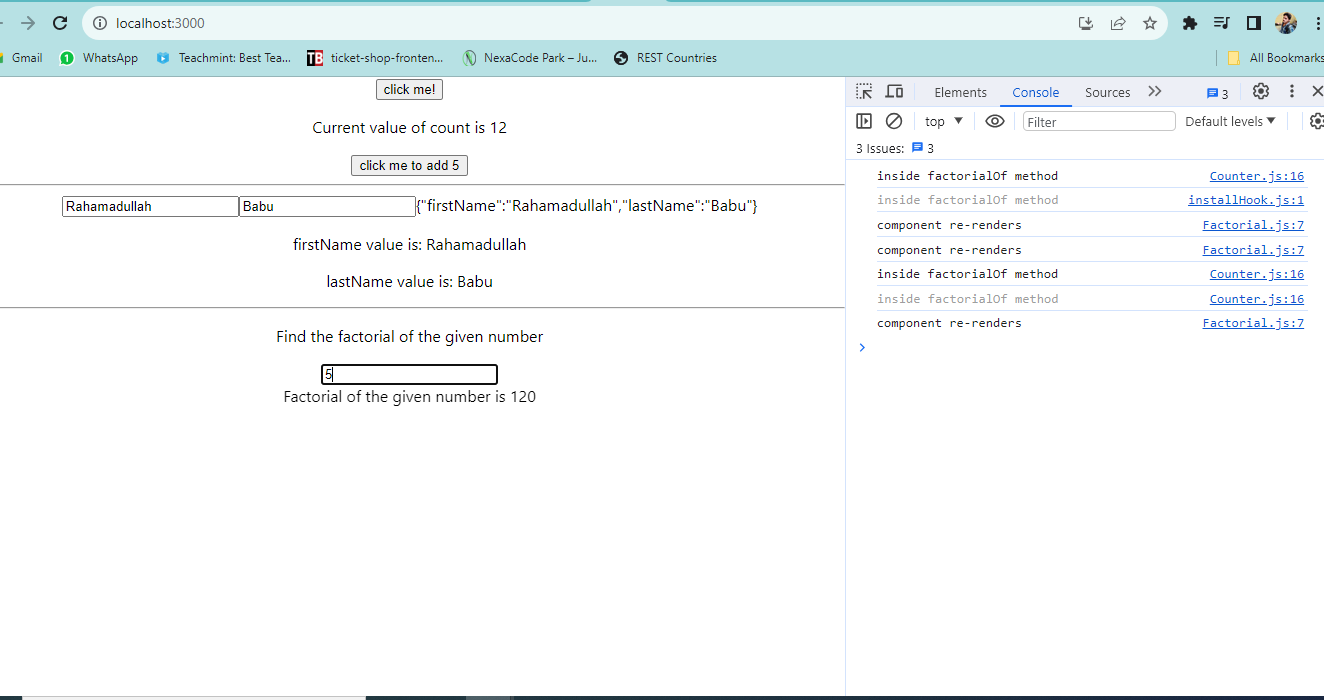 localhost:3000
Gmail WhatsApp Teachmint: Best Tea... TB ticket-shop-fronten... NexaCode Park – Ju... REST Countries All Bookmarks
click me!
Current value of count is 12
click me to add 5
Rahamadullah Babu {"firstName":"Rahamadullah","lastName":"Babu"}
firstName value is: Rahamadullah
lastName value is: Babu
Find the factorial of the given number
5
Factorial of the given number is 120
Elements Console Sources 3
top Filter Default levels
3 Issues: 3
inside factorialOf method Counter.js:16
inside factorialOf method installHook.js:1
component re-renders Factorial.js:7
component re-renders Factorial.js:7
inside factorialOf method Counter.js:16
inside factorialOf method Counter.js:16
component re-renders Factorial.js:7